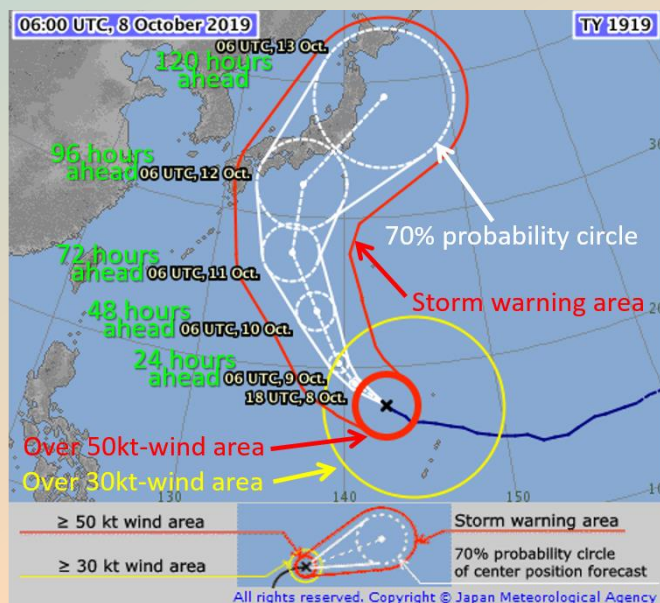 06:00 UTC, 8 October 2019
TY 1919
06 UTC, 13 Oct.
120 hours
ahead
96 hours
ahead
06 UTC, 12 Oct.
70% probability circle
72 hours
ahead
06 UTC, 11 Oct.
Storm warning area
48 hours
ahead
06 UTC, 10 Oct.
24 hours
ahead
06 UTC, 9 Oct.
18 UTC, 8 Oct.
Over 50kt-wind area
Over 30kt-wind area
130
140
150
≥ 50 kt wind area
Storm warning area
≥ 30 kt wind area
70% probability circle
of center position forecast
All rights reserved. Copyright © Japan Meteorological Agency